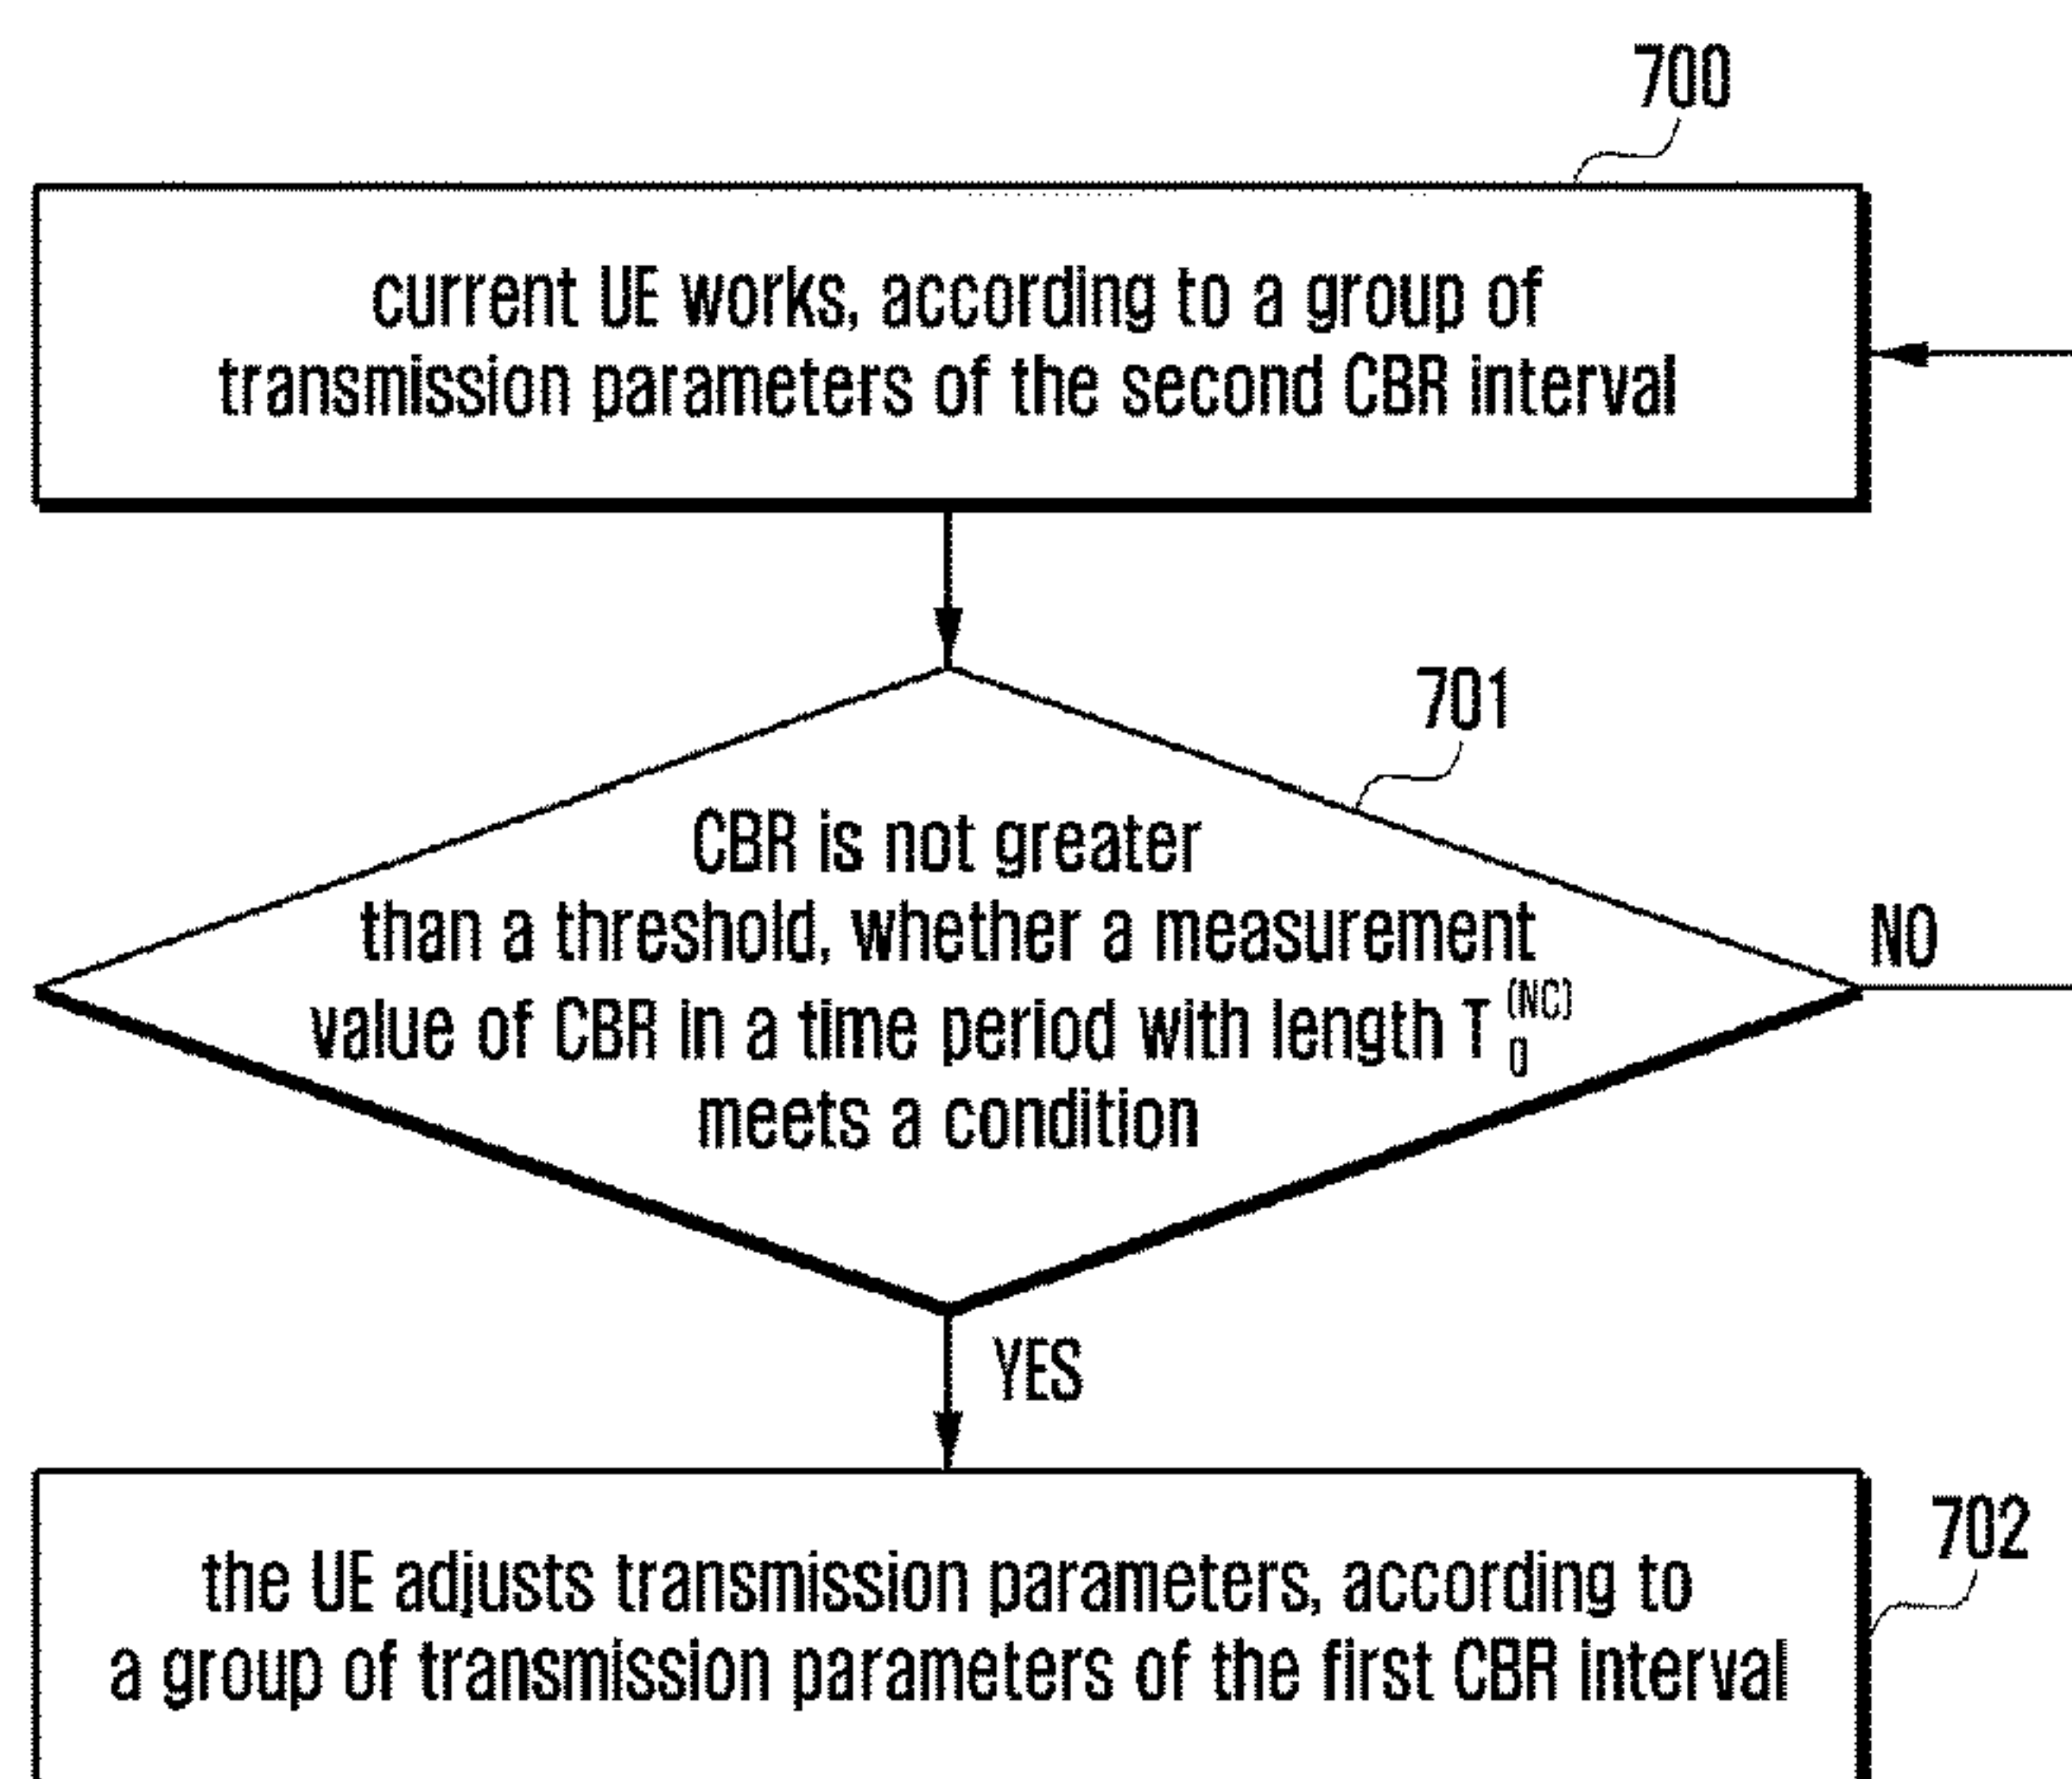 700
current UE works, according to a group of
transmission parameters of the second CBR interval
701
CBR is not greater
than a threshold, whether a measurement
value of CBR in a time period with length T₀⁽ᴺᶜ⁾
meets a condition
NO
YES
702
the UE adjusts transmission parameters, according to
a group of transmission parameters of the first CBR interval